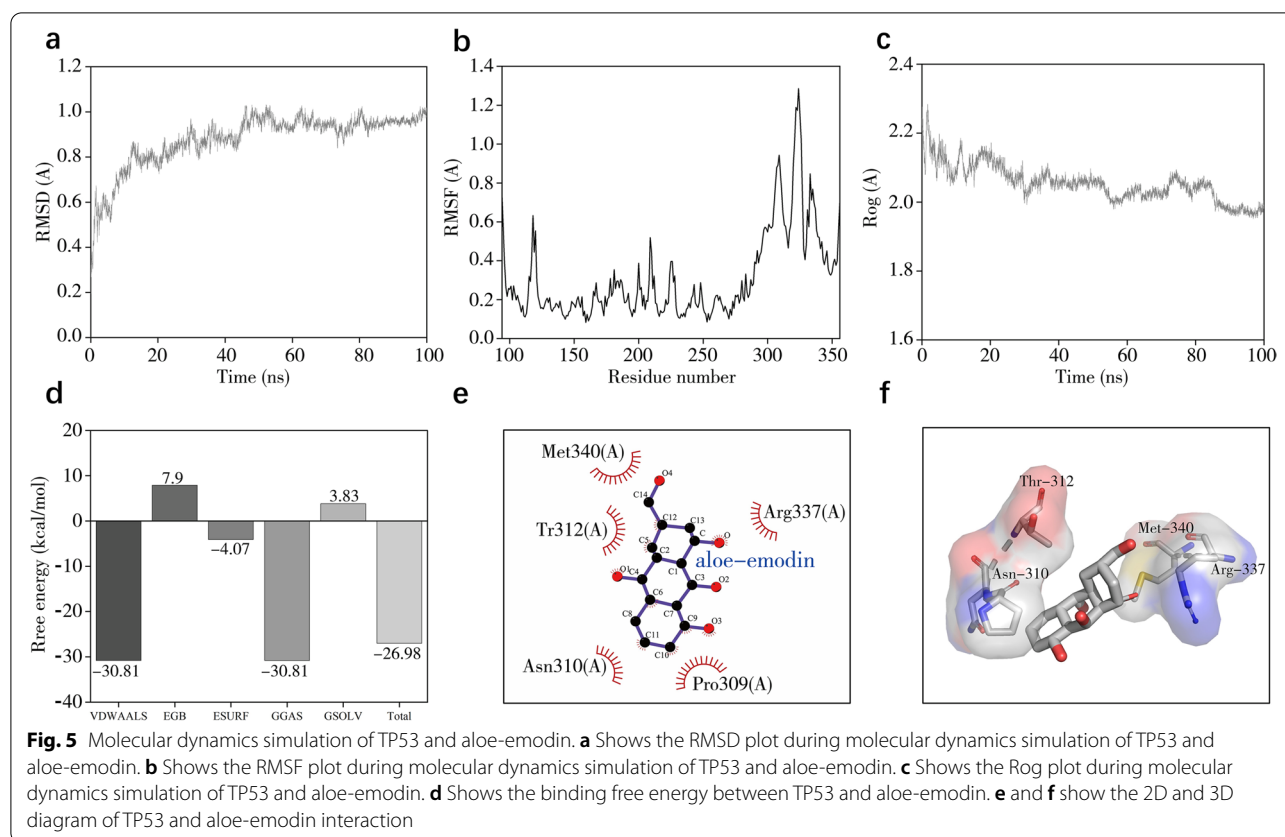 a
1.2
1.0
0.8
0.6
0.4
0.2
0.0
RMSD (A)
0 20 40 60 80 100
Time (ns)
b
1.4
1.2
1.0
0.8
0.6
0.4
0.2
0.0
RMSF (A)
100 150 200 250 300 350
Residue number
c
2.4
2.2
2.0
1.8
1.6
Rog (A)
0 20 40 60 80 100
Time (ns)
d
20
10
0
-10
-20
-30
-40
Rree energy (kcal/mol)
−30.81
7.9
−4.07
−30.81
3.83
−26.98
VDWAALS EGB ESURF GGAS GSOLV Total
e
Met340(A)
Tr312(A)
Arg337(A)
aloe-emodin
Asn310(A)
Pro309(A)
O4
C14
C12
C13
C5
C
O
C2
O1
C4
C1
C3
O2
C6
C7
C8
C9
O3
C11
C10
f
Thr−312
Met−340
Asn−310
Arg−337
Fig. 5 Molecular dynamics simulation of TP53 and aloe-emodin. a Shows the RMSD plot during molecular dynamics simulation of TP53 and
aloe-emodin. b Shows the RMSF plot during molecular dynamics simulation of TP53 and aloe-emodin. c Shows the Rog plot during molecular
dynamics simulation of TP53 and aloe-emodin. d Shows the binding free energy between TP53 and aloe-emodin. e and f show the 2D and 3D
diagram of TP53 and aloe-emodin interaction